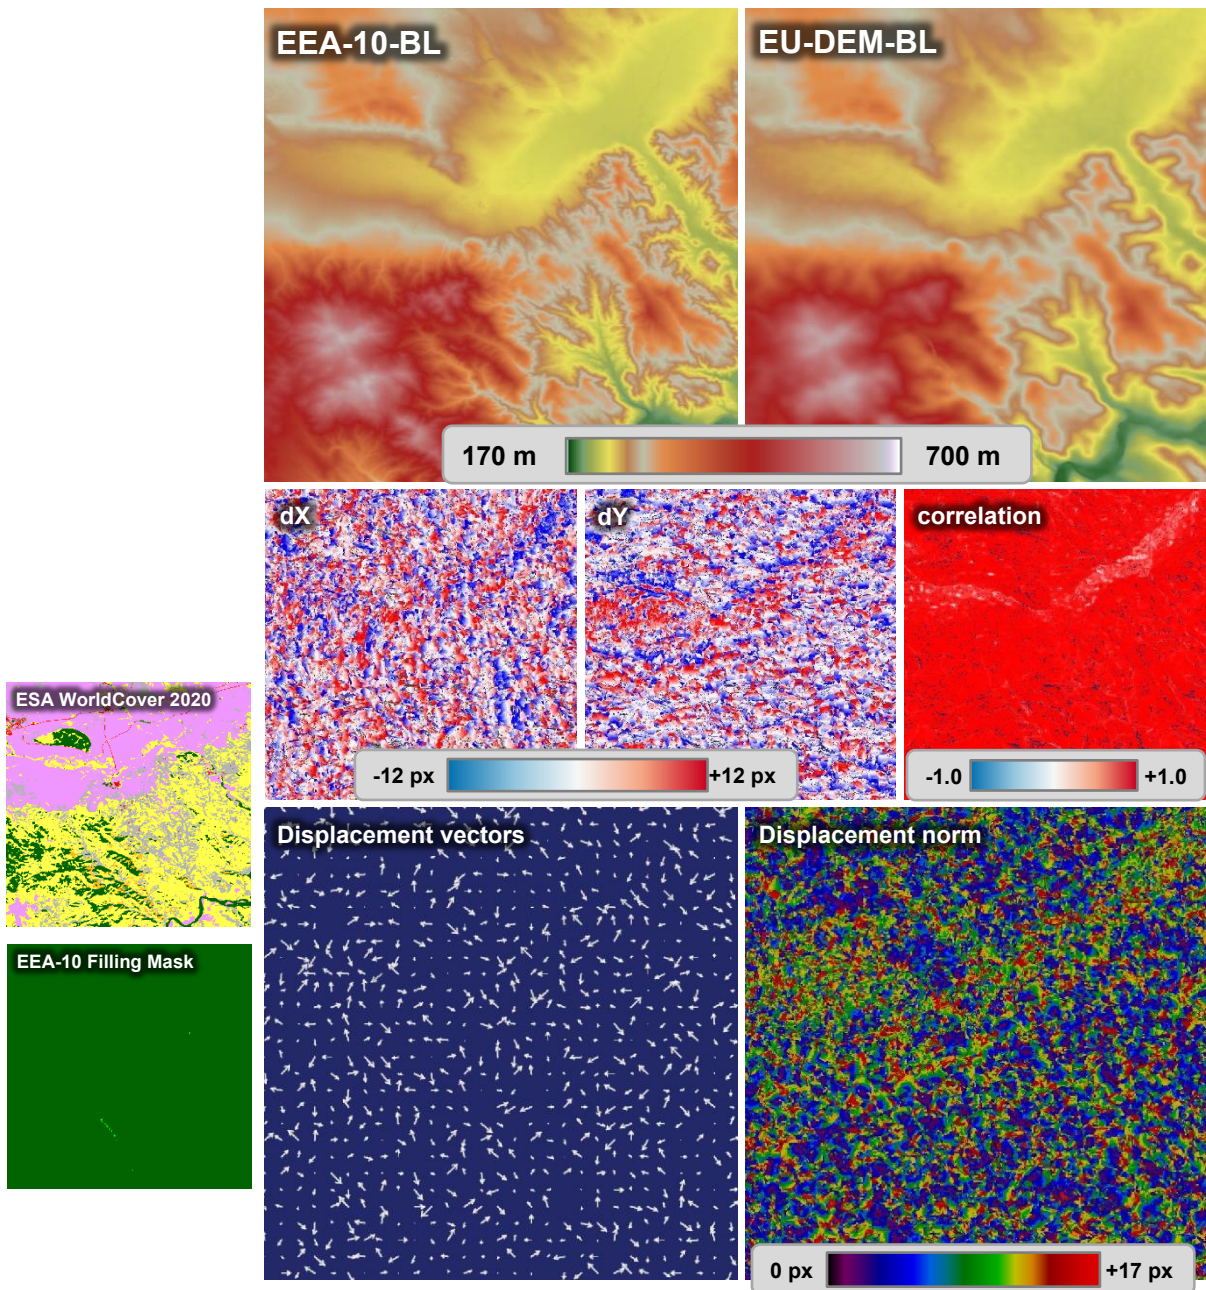 EEA-10-BL
EU-DEM-BL
170 m
700 m
dX
dY
correlation
-12 px
+12 px
-1.0
+1.0
ESA WorldCover 2020
Displacement vectors
Displacement norm
EEA-10 Filling Mask
0 px
+17 px